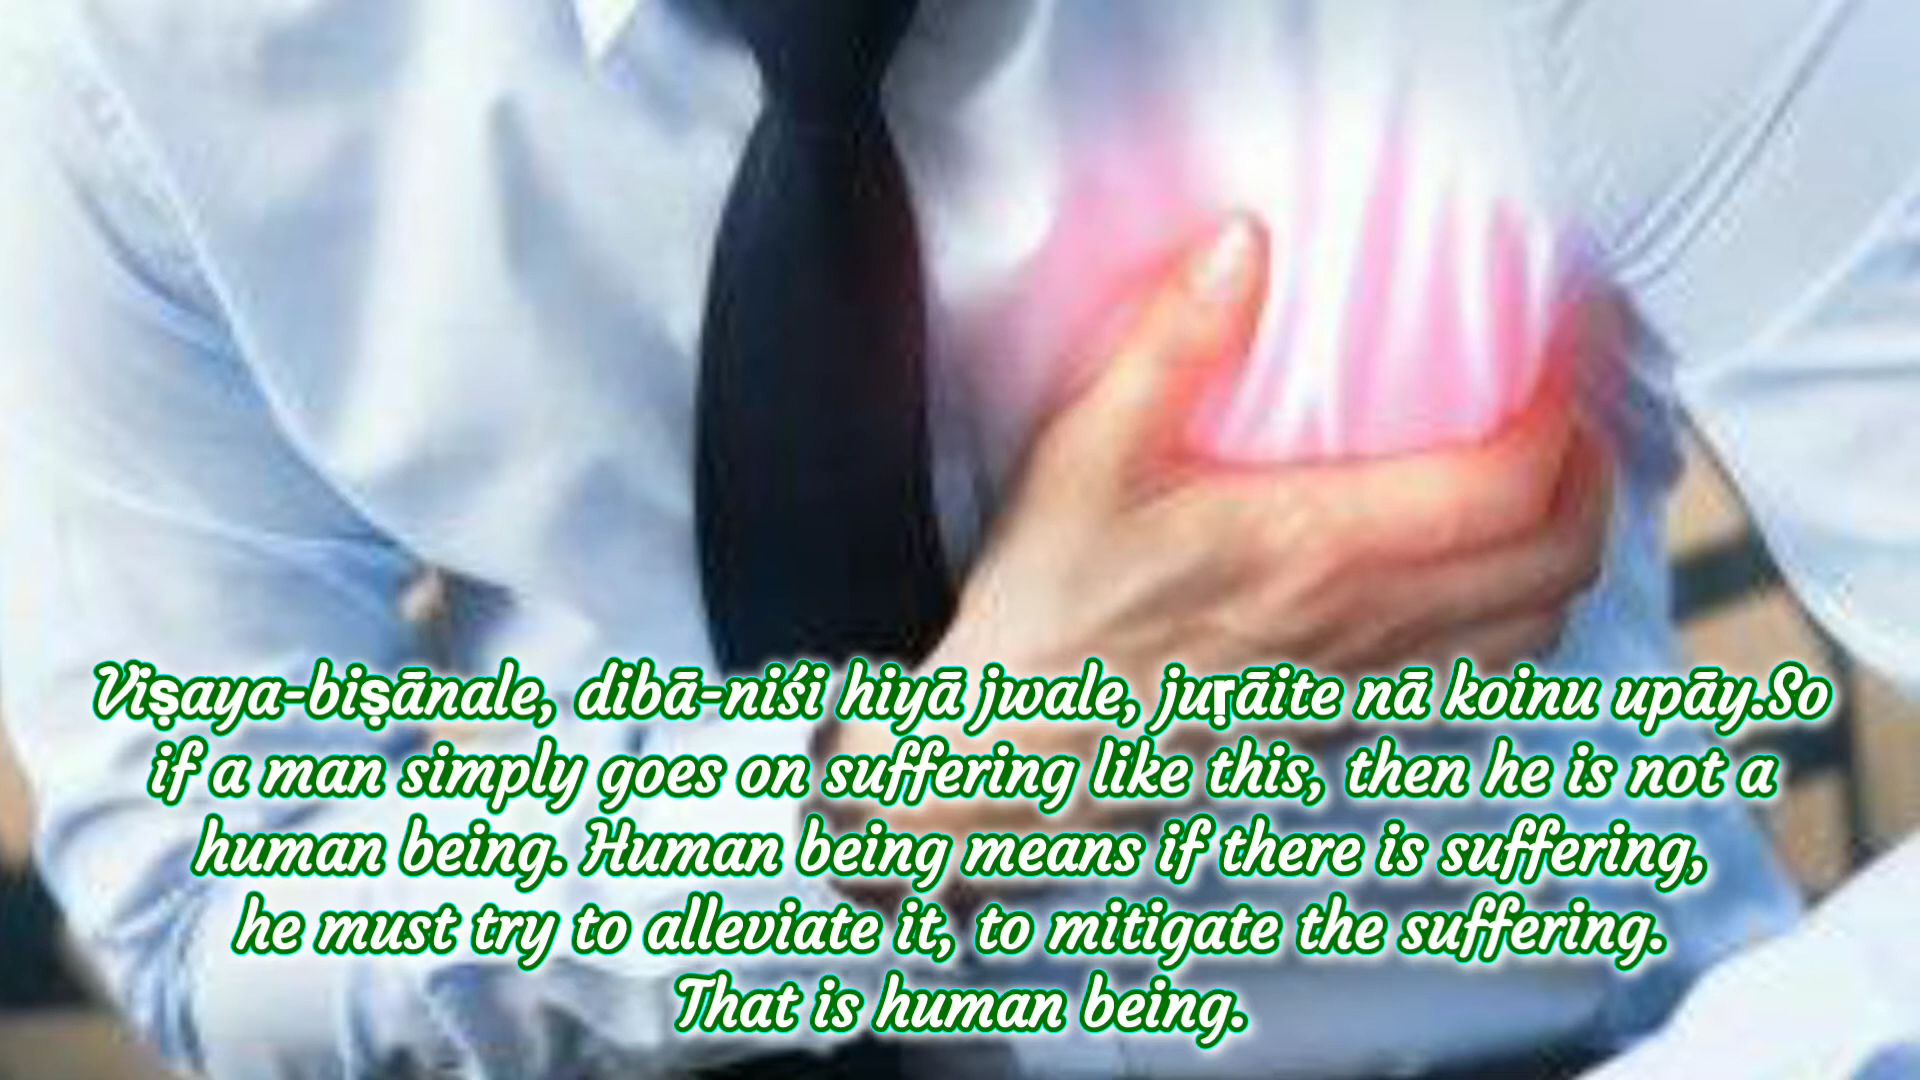 Viṣaya-biṣānale, dibā-niśi hiyā jwale, juṛāite nā koinu upāy.So
if a man simply goes on suffering like this, then he is not a
human being. Human being means if there is suffering,
he must try to alleviate it, to mitigate the suffering.
That is human being.